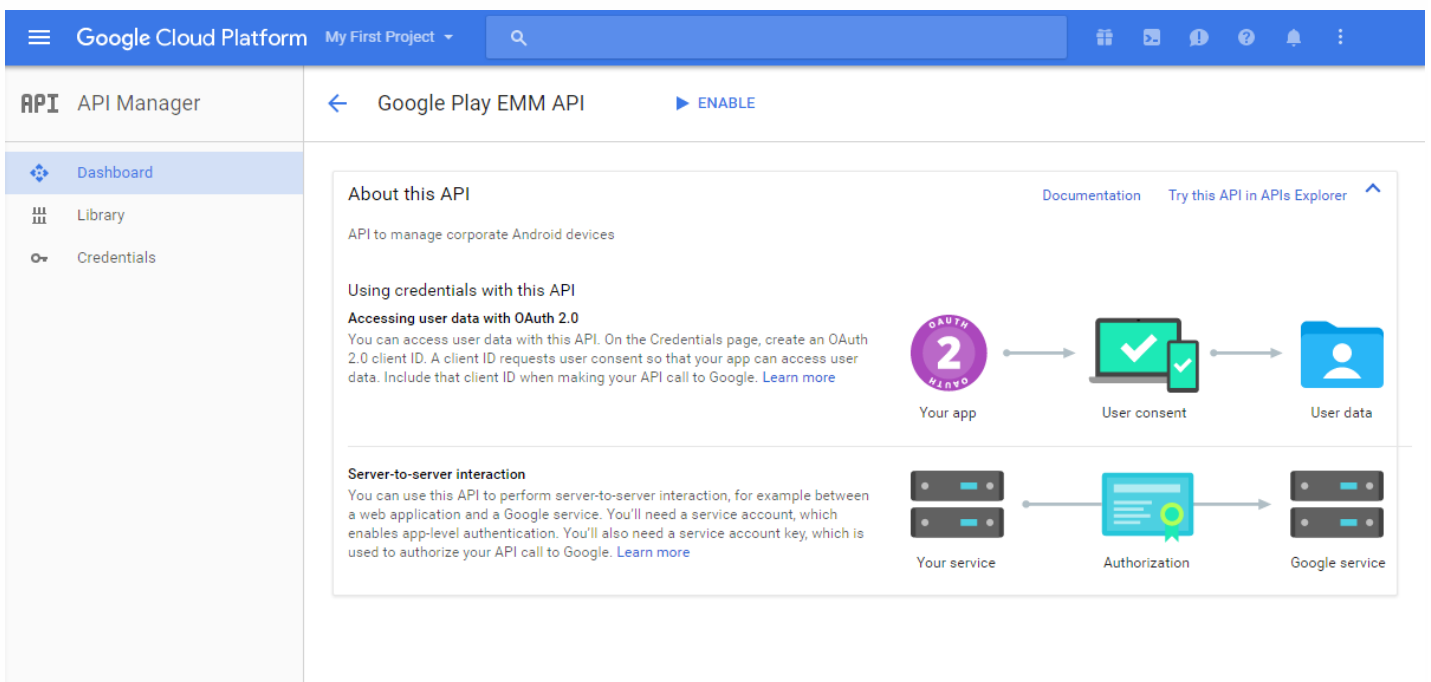 Google Cloud Platform My First Project
API API Manager
Google Play EMM API ENABLE
Dashboard
Library
Credentials
About this API
Documentation Try this API in APIs Explorer
API to manage corporate Android devices
Using credentials with this API
Accessing user data with OAuth 2.0
You can access user data with this API. On the Credentials page, create an OAuth
2.0 client ID. A client ID requests user consent so that your app can access user
data. Include that client ID when making your API call to Google. Learn more
OAUTH
2
OAUTH
Your app
User consent
User data
Server-to-server interaction
You can use this API to perform server-to-server interaction, for example between
a web application and a Google service. You'll need a service account, which
enables app-level authentication. You'll also need a service account key, which is
used to authorize your API call to Google. Learn more
Your service
Authorization
Google service